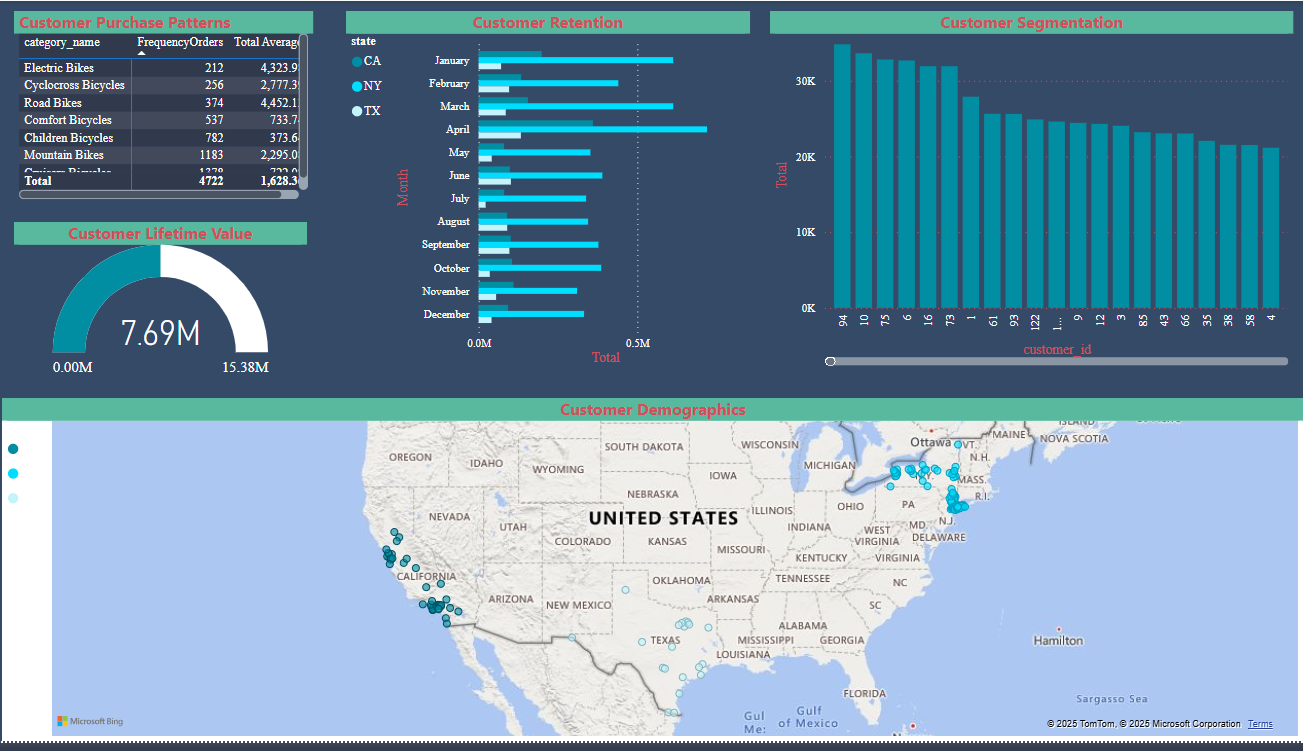 Customer Purchase Patterns
category_name FrequencyOrders Total Average
Electric Bikes 212 4,323.9
Cyclocross Bicycles 256 2,777.3
Road Bikes 374 4,452.1
Comfort Bicycles 537 733.7
Children Bicycles 782 373.6
Mountain Bikes 1183 2,295.0
Total 4722 1,628.3
Customer Retention
state
CA
NY
TX
Month
January
February
March
April
May
June
July
August
September
October
November
December
0.0M 0.5M
Total
Customer Segmentation
Total
30K
20K
10K
0K
94 10 75 6 16 73 1 61 93 122 1... 9 12 3 85 43 66 35 38 58 4
customer_id
Customer Lifetime Value
7.69M
0.00M 15.38M
Customer Demographics
ISLAND
Ottawa VT. MAINE NOVA SCOTIA
OREGON IDAHO SOUTH DAKOTA WISCONSIN N.H.
WYOMING MICHIGAN
IOWA MASS.
NEBRASKA R.I.
NEVADA UTAH UNITED STATES ILLINOIS OHIO PA
INDIANA N.J.
COLORADO KANSAS WEST VIRGINIA MD DELAWARE
MISSOURI KENTUCKY VIRGINIA
CALIFORNIA OKLAHOMA TENNESSEE NC
ARIZONA NEW MEXICO ARKANSAS SC
ALABAMA
TEXAS MISSISSIPPI GEORGIA Hamilton
LOUISIANA
FLORIDA
Sargasso Sea
Gul
Me:
Gulf
of Mexico
Microsoft Bing
© 2025 TomTom, © 2025 Microsoft Corporation Terms